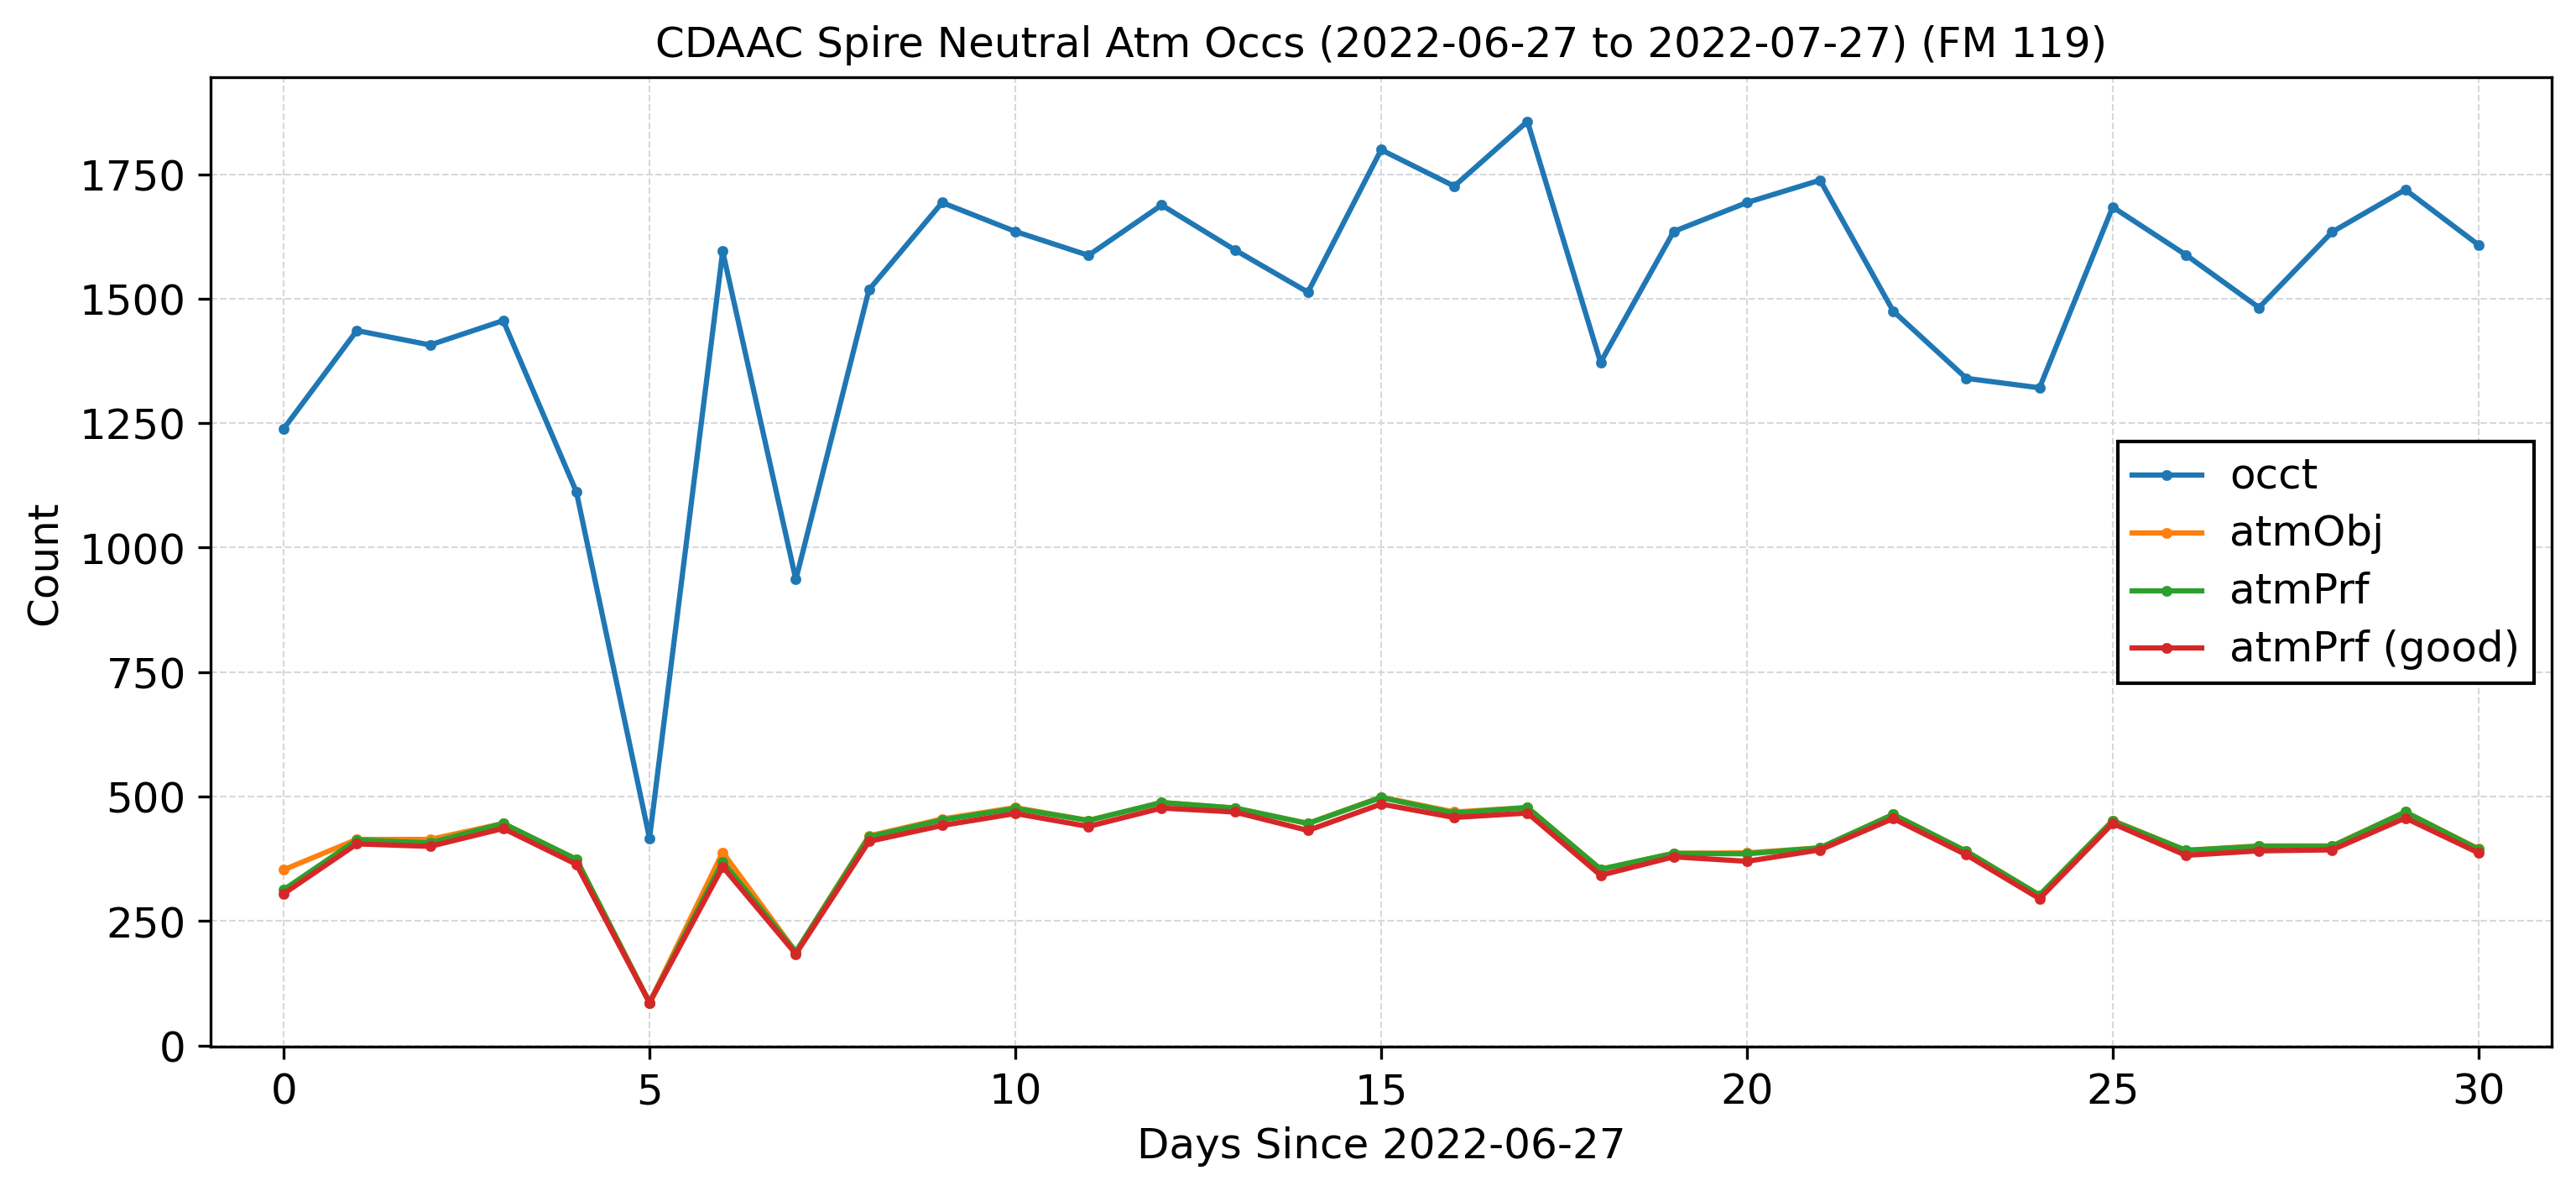 CDAAC Spire Neutral Atm Occs (2022-06-27 to 2022-07-27) (FM 119)
Count
1750
1500
1250
1000
750
500
250
0
occt
atmObj
atmPrf
atmPrf (good)
0 5 10 15 20 25 30
Days Since 2022-06-27